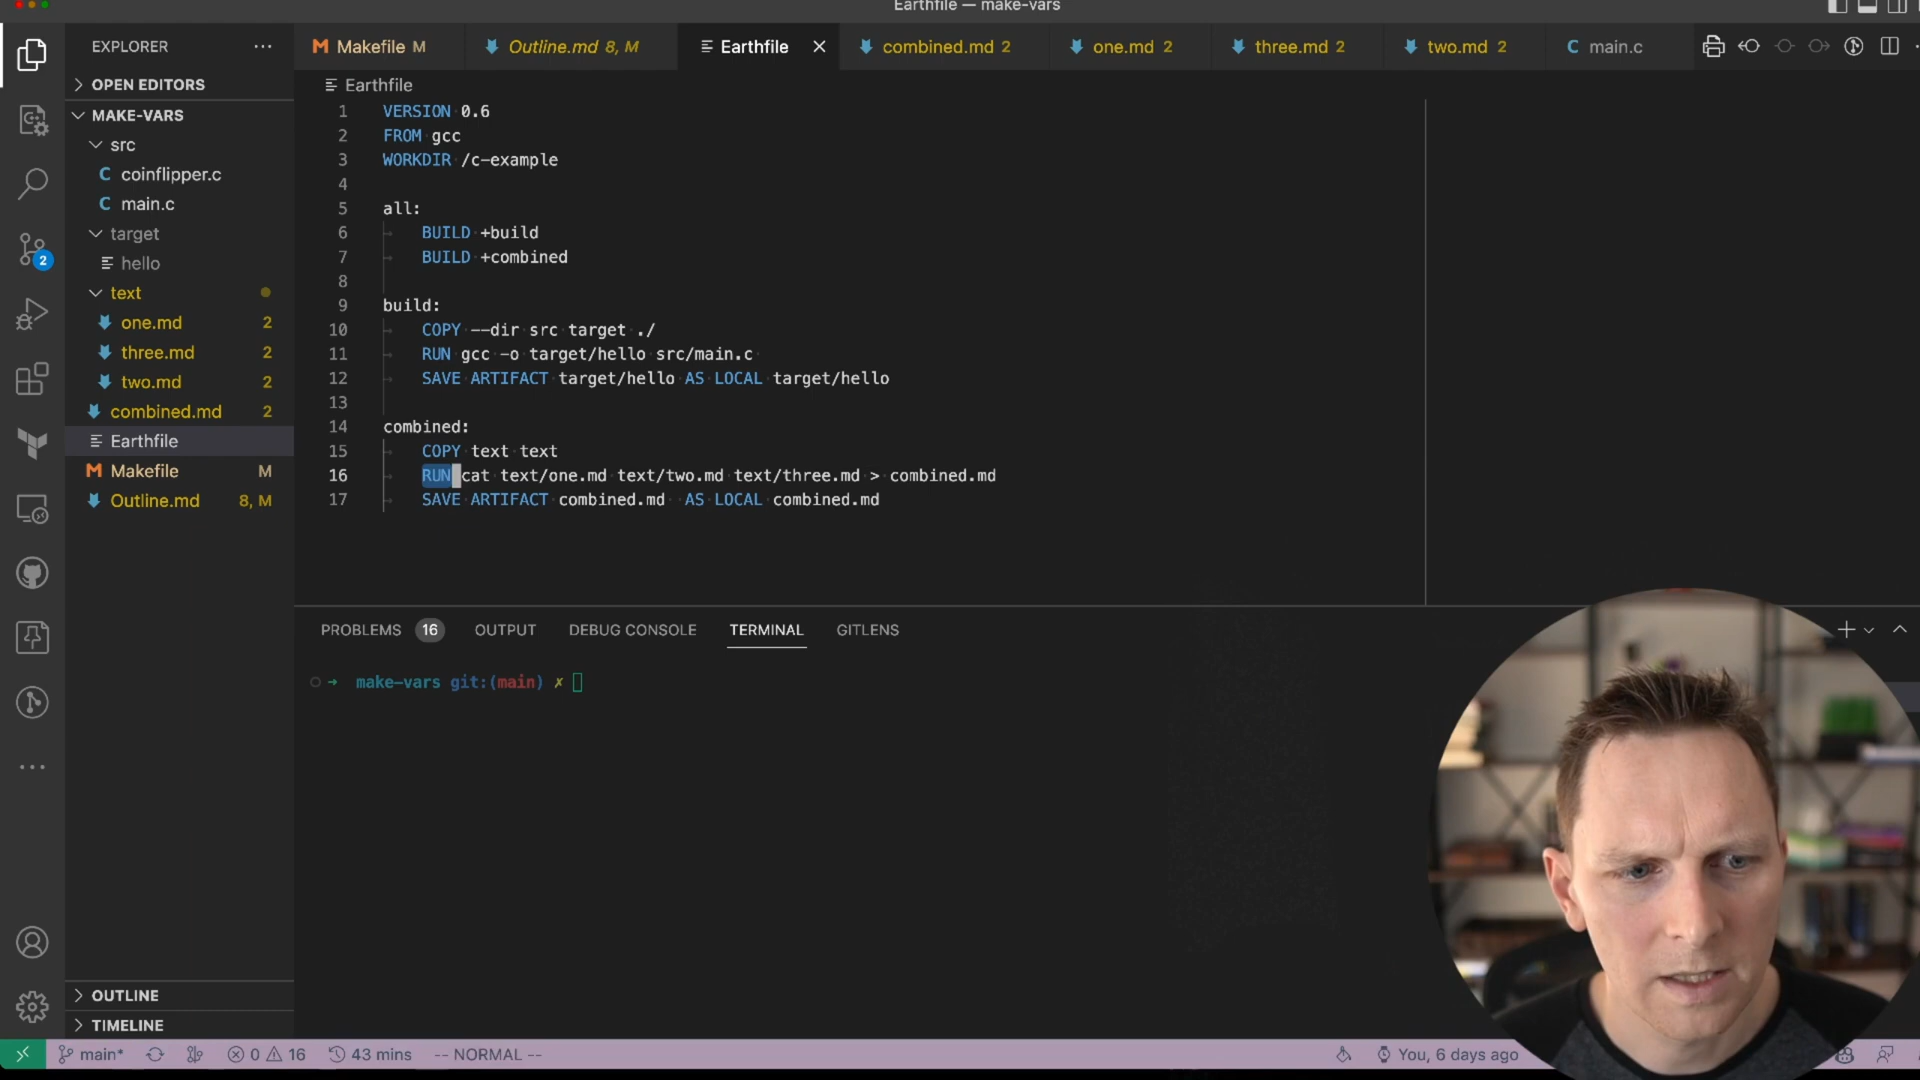 Earthfile — make-vars
EXPLORER
OPEN EDITORS
MAKE-VARS
src
C coinflipper.c
C main.c
target
hello
text
one.md 2
three.md 2
two.md 2
combined.md 2
Earthfile
M Makefile M
Outline.md 8, M
OUTLINE
TIMELINE
2
M Makefile M
Outline.md 8, M
Earthfile
combined.md 2
one.md 2
three.md 2
two.md 2
C main.c
Earthfile
1 VERSION 0.6
2 FROM gcc
3 WORKDIR /c-example
4
5 all:
6 BUILD +build
7 BUILD +combined
8
9 build:
10 COPY --dir src target ./
11 RUN gcc -o target/hello src/main.c
12 SAVE ARTIFACT target/hello AS LOCAL target/hello
13
14 combined:
15 COPY text text
16 RUN cat text/one.md text/two.md text/three.md > combined.md
17 SAVE ARTIFACT combined.md  AS LOCAL combined.md
PROBLEMS 16 OUTPUT DEBUG CONSOLE TERMINAL GITLENS
make-vars git:(main) ✗
main* 0 16 43 mins -- NORMAL -- You, 6 days ago